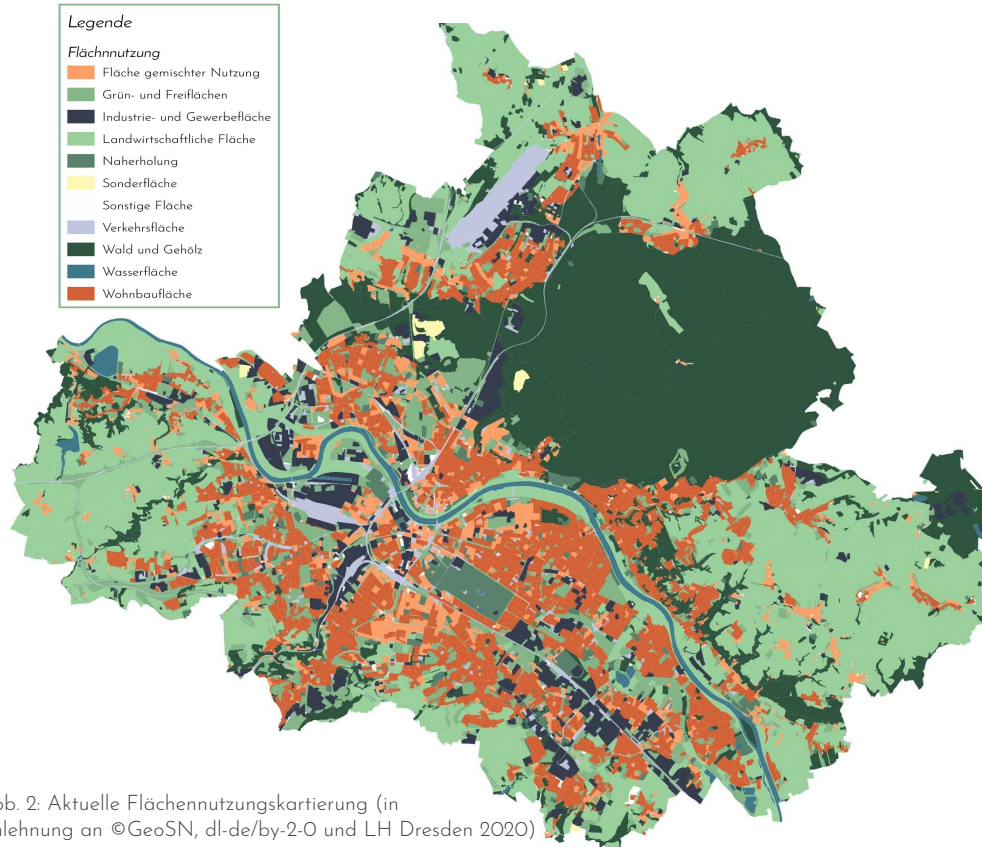 Legende
Flächnnutzung
Fläche gemischter Nutzung
Grün- und Freiflächen
Industrie- und Gewerbefläche
Landwirtschaftliche Fläche
Naherholung
Sonderfläche
Sonstige Fläche
Verkehrsfläche
Wald und Gehölz
Wasserfläche
Wohnbaufläche
bb. 2: Aktuelle Flächennutzungskartierung (in
nlehnung an ©GeoSN, dl-de/by-2-0 und LH Dresden 2020)